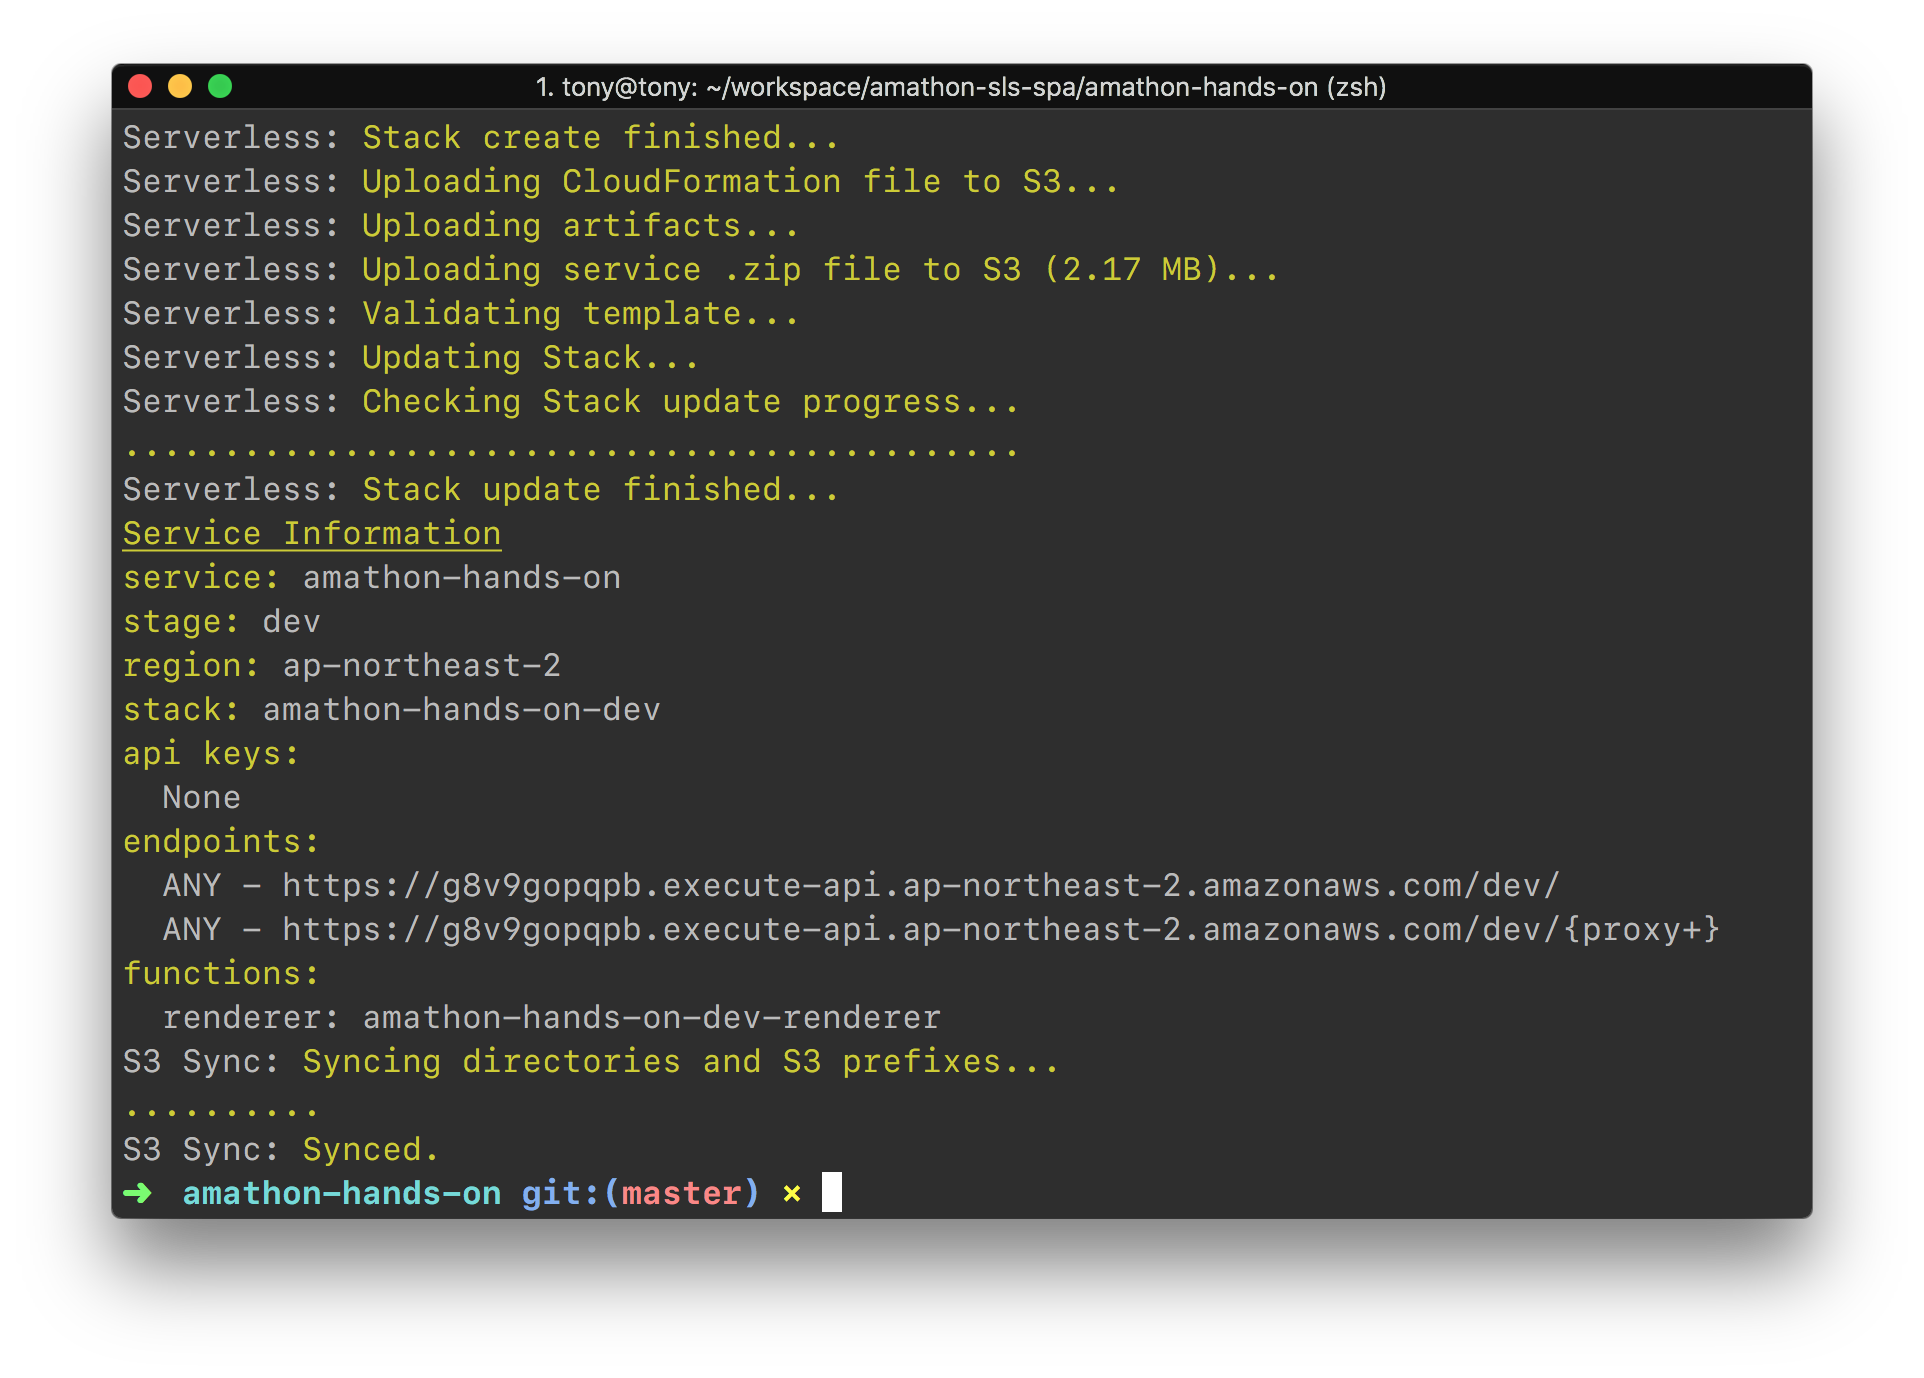 1. tony@tony: ~/workspace/amathon-sls-spa/amathon-hands-on (zsh)
Serverless: Stack create finished...
Serverless: Uploading CloudFormation file to S3...
Serverless: Uploading artifacts...
Serverless: Uploading service .zip file to S3 (2.17 MB)...
Serverless: Validating template...
Serverless: Updating Stack...
Serverless: Checking Stack update progress...
.............................................
Serverless: Stack update finished...
Service Information
service: amathon-hands-on
stage: dev
region: ap-northeast-2
stack: amathon-hands-on-dev
api keys:
  None
endpoints:
  ANY - https://g8v9gopqpb.execute-api.ap-northeast-2.amazonaws.com/dev/
  ANY - https://g8v9gopqpb.execute-api.ap-northeast-2.amazonaws.com/dev/{proxy+}
functions:
  renderer: amathon-hands-on-dev-renderer
S3 Sync: Syncing directories and S3 prefixes...
..........
S3 Sync: Synced.
➜  amathon-hands-on git:(master) ×